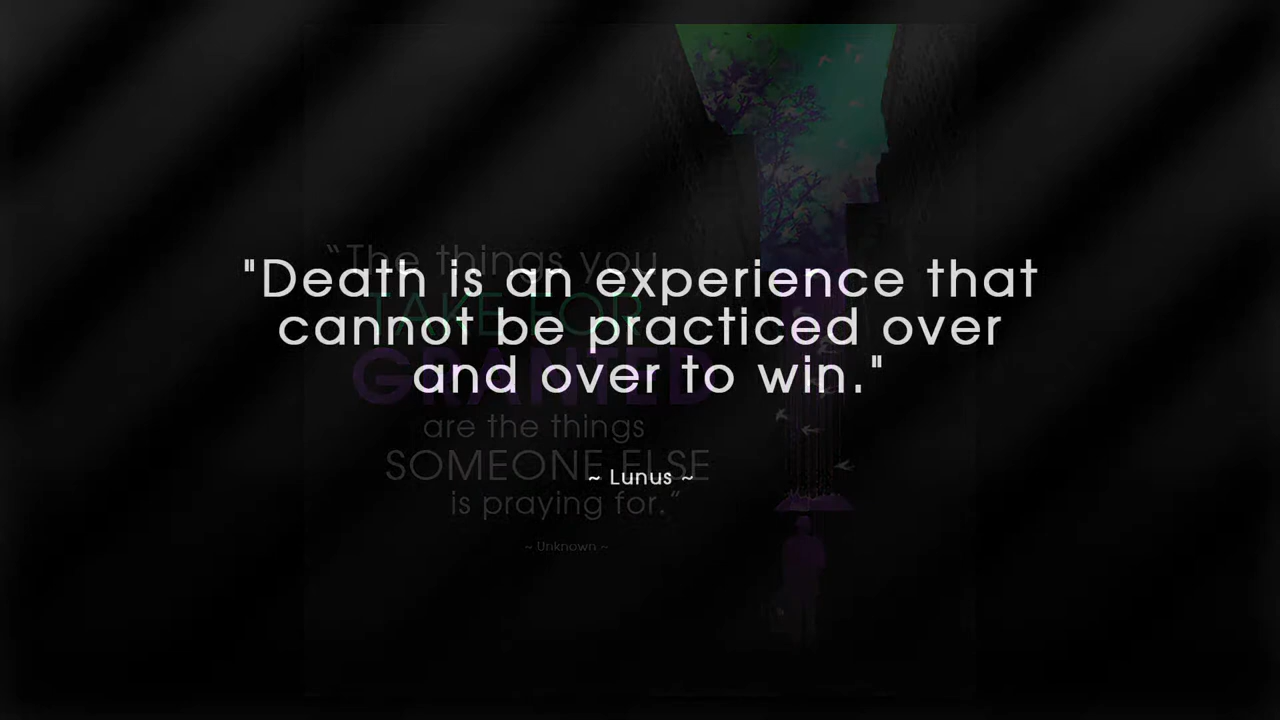 "Death is an experience that
cannot be practiced over
and over to win."
~ Lunus ~
“The things you
TAKE FOR
GRANTED
are the things
SOMEONE ELSE
is praying for.“
~ Unknown ~